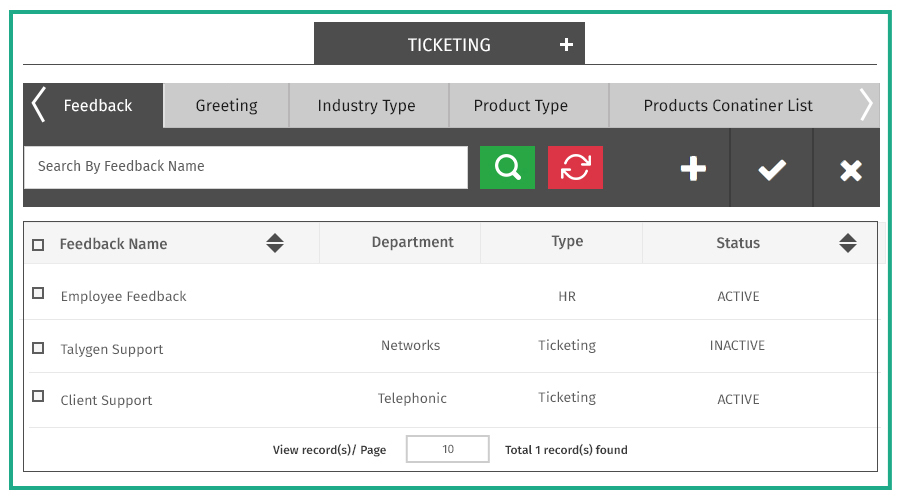 TICKETING
Feedback Greeting Industry Type Product Type Products Conatiner List
Search By Feedback Name
Feedback Name Department Type Status
Employee Feedback HR ACTIVE
Talygen Support Networks Ticketing INACTIVE
Client Support Telephonic Ticketing ACTIVE
View record(s)/ Page 10 Total 1 record(s) found